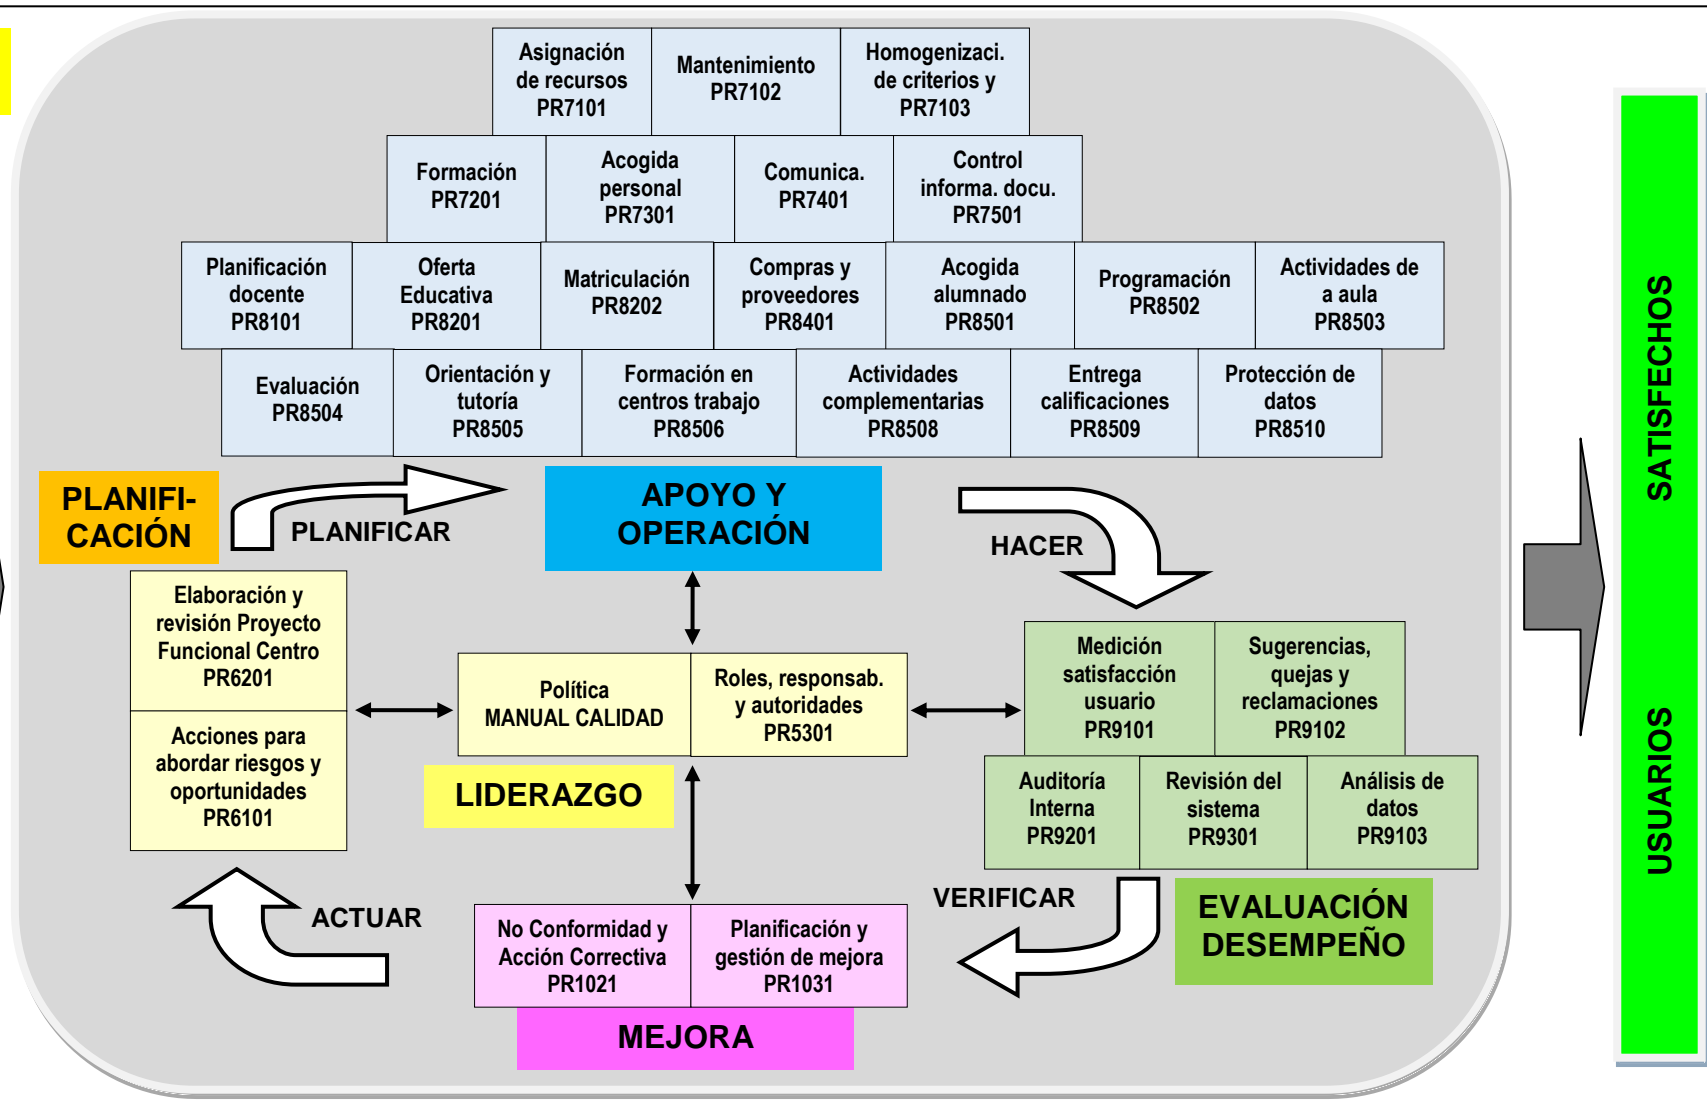 Asignación
de recursos
PR7101
Mantenimiento
PR7102
Homogenizaci.
de criterios y
PR7103
Formación
PR7201
Acogida
personal
PR7301
Comunica.
PR7401
Control
informa. docu.
PR7501
Planificación
docente
PR8101
Oferta
Educativa
PR8201
Matriculación
PR8202
Compras y
proveedores
PR8401
Acogida
alumnado
PR8501
Programación
PR8502
Actividades de
a aula
PR8503
Evaluación
PR8504
Orientación y
tutoría
PR8505
Formación en
centros trabajo
PR8506
Actividades
complementarias
PR8508
Entrega
calificaciones
PR8509
Protección de
datos
PR8510
PLANIFI-
CACIÓN
PLANIFICAR
APOYO Y
OPERACIÓN
HACER
Elaboración y
revisión Proyecto
Funcional Centro
PR6201
Acciones para
abordar riesgos y
oportunidades
PR6101
Política
MANUAL CALIDAD
Roles, responsab.
y autoridades
PR5301
LIDERAZGO
Medición
satisfacción
usuario
PR9101
Sugerencias,
quejas y
reclamaciones
PR9102
Auditoría
Interna
PR9201
Revisión del
sistema
PR9301
Análisis de
datos
PR9103
VERIFICAR
EVALUACIÓN
DESEMPEÑO
ACTUAR
No Conformidad y
Acción Correctiva
PR1021
Planificación y
gestión de mejora
PR1031
MEJORA
USUARIOS SATISFECHOS